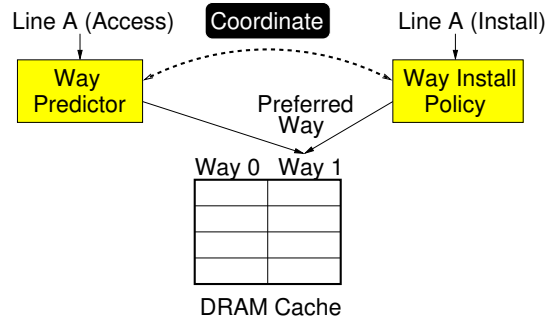 Line A (Access)
Coordinate
Line A (Install)
Way
Predictor
Way Install
Policy
Preferred
Way
Way 0
Way 1
DRAM Cache